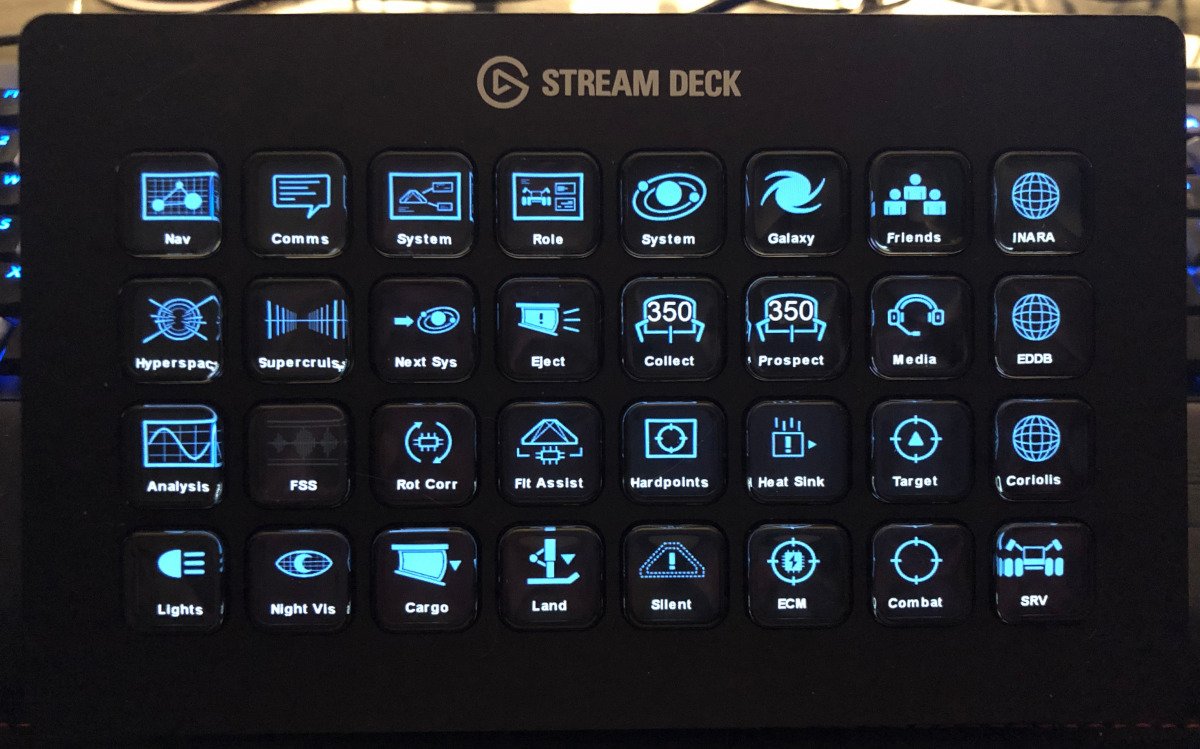 STREAM DECK
Nav
Comms
System
Role
System
Galaxy
Friends
INARA
Hyperspac
Supercruis
Next Sys
Eject
350
Collect
350
Prospect
Media
EDDB
Analysis
FSS
Rot Corr
Flt Assist
Hardpoints
Heat Sink
Target
Coriolis
Lights
Night Vis
Cargo
Land
Silent
ECM
Combat
SRV
F1
2
W
S
X